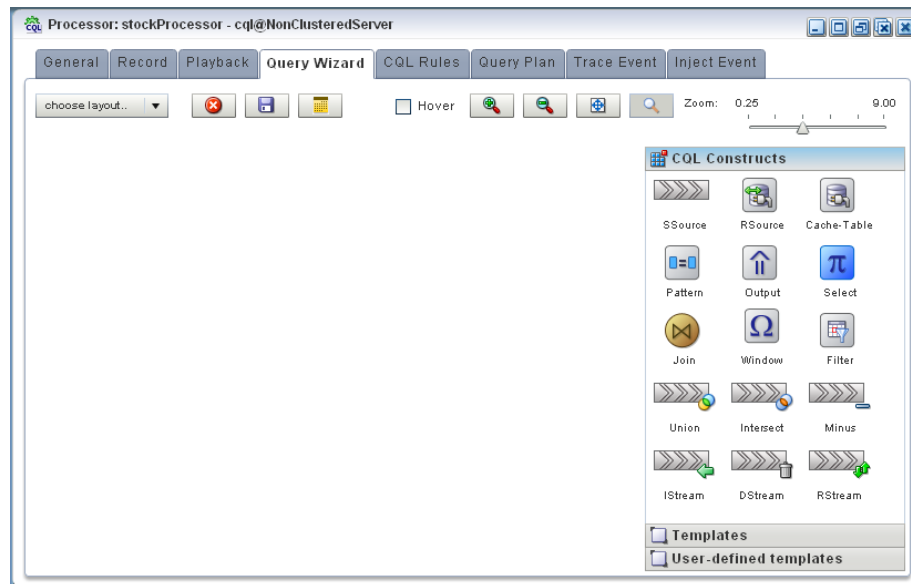 Processor: stockProcessor - cql@NonClusteredServer
General Record Playback Query Wizard CQL Rules Query Plan Trace Event Inject Event
choose layout.. Hover Zoom: 0.25 9.00
CQL Constructs
SSource RSource Cache-Table
Pattern Output Select
Join Window Filter
Union Intersect Minus
IStream DStream RStream
Templates
User-defined templates